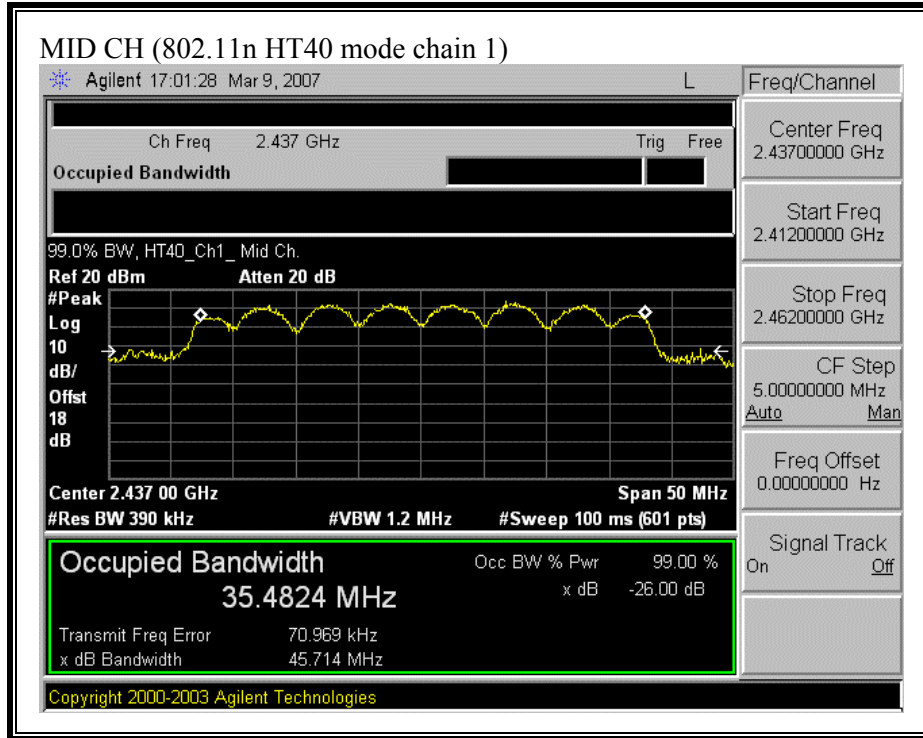 MID CH (802.11n HT40 mode chain 1)
Agilent 17:01:28 Mar 9, 2007 L
Freq/Channel
Ch Freq 2.437 GHz Trig Free
Occupied Bandwidth
Center Freq
2.43700000 GHz
Start Freq
2.41200000 GHz
99.0% BW, HT40_Ch1_ Mid Ch.
Ref 20 dBm Atten 20 dB
#Peak
Log
10
dB/
Offst
18
dB
Stop Freq
2.46200000 GHz
CF Step
5.00000000 MHz
Auto Man
Freq Offset
0.00000000 Hz
Center 2.437 00 GHz Span 50 MHz
#Res BW 390 kHz #VBW 1.2 MHz #Sweep 100 ms (601 pts)
Signal Track
On Off
Occupied Bandwidth Occ BW % Pwr 99.00 %
35.4824 MHz x dB -26.00 dB
Transmit Freq Error 70.969 kHz
x dB Bandwidth 45.714 MHz
Copyright 2000-2003 Agilent Technologies